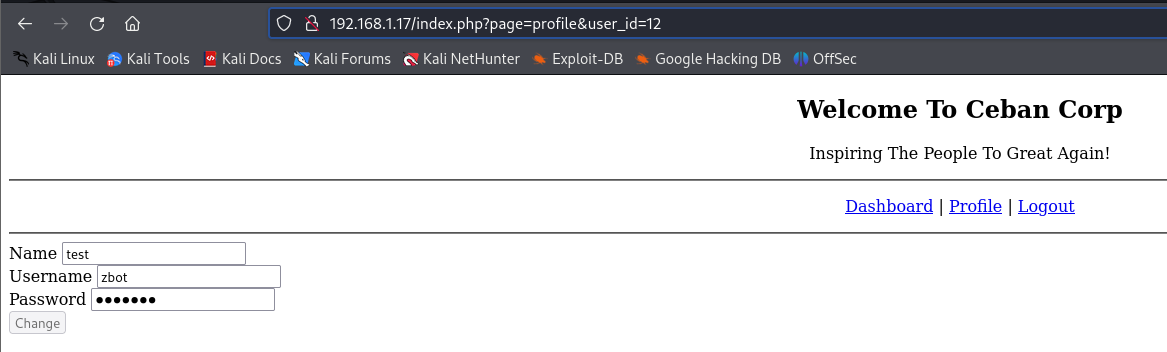 192.168.1.17/index.php?page=profile&user_id=12
Kali Linux Kali Tools Kali Docs Kali Forums Kali NetHunter Exploit-DB Google Hacking DB OffSec
Welcome To Ceban Corp
Inspiring The People To Great Again!
Dashboard | Profile | Logout
Name test
Username zbot
Password ●●●●●●●
Change